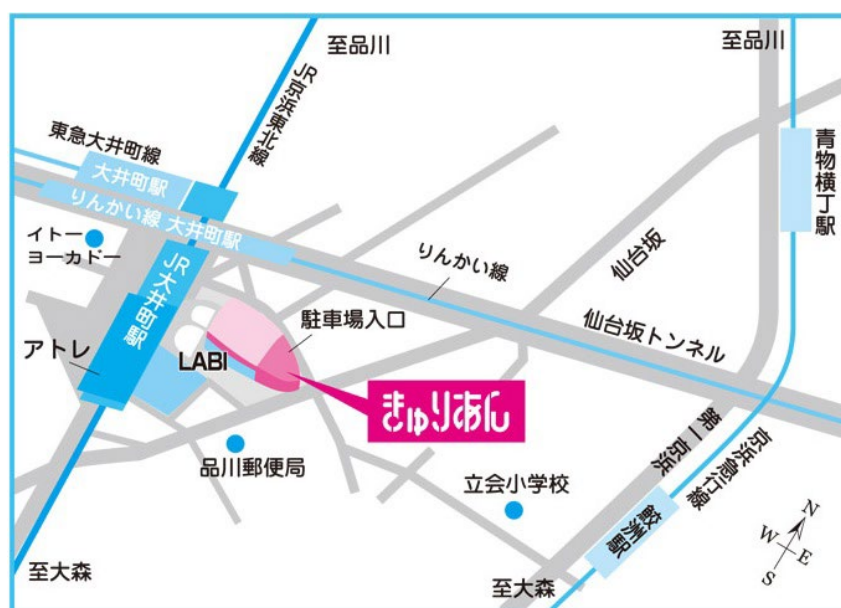 至品川
至品川
JR京浜東北線
東急大井町線
大井町駅
りんかい線 大井町駅
青物横丁駅
イトー
ヨーカドー
りんかい線
仙台坂
JR大井町駅
駐車場入口
仙台坂トンネル
アトレ
LABI
きゅりあん
第一京浜
京浜急行線
品川郵便局
立会小学校
鮫洲駅
N
W
E
S
至大森
至大森